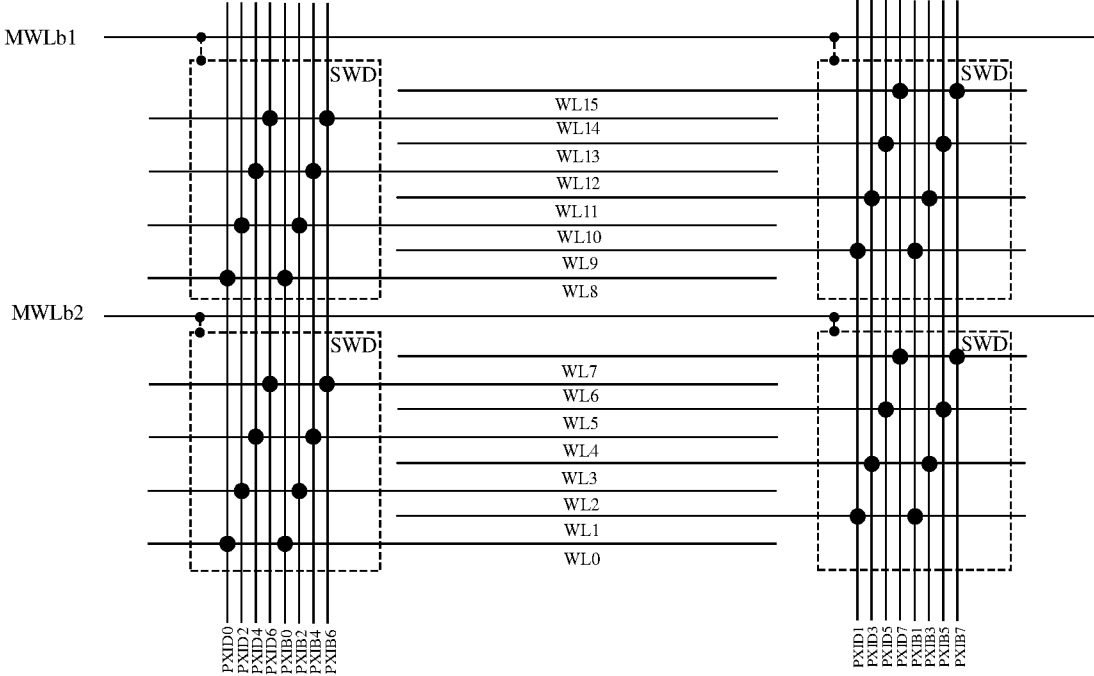 MWLb1
SWD
SWD
WL15
WL14
WL13
WL12
WL11
WL10
WL9
WL8
MWLb2
SWD
SWD
WL7
WL6
WL5
WL4
WL3
WL2
WL1
WL0
PXID0
PXID2
PXID4
PXID6
PXIB0
PXIB2
PXIB4
PXIB6
PXID1
PXID3
PXID5
PXID7
PXIB1
PXIB3
PXIB5
PXIB7